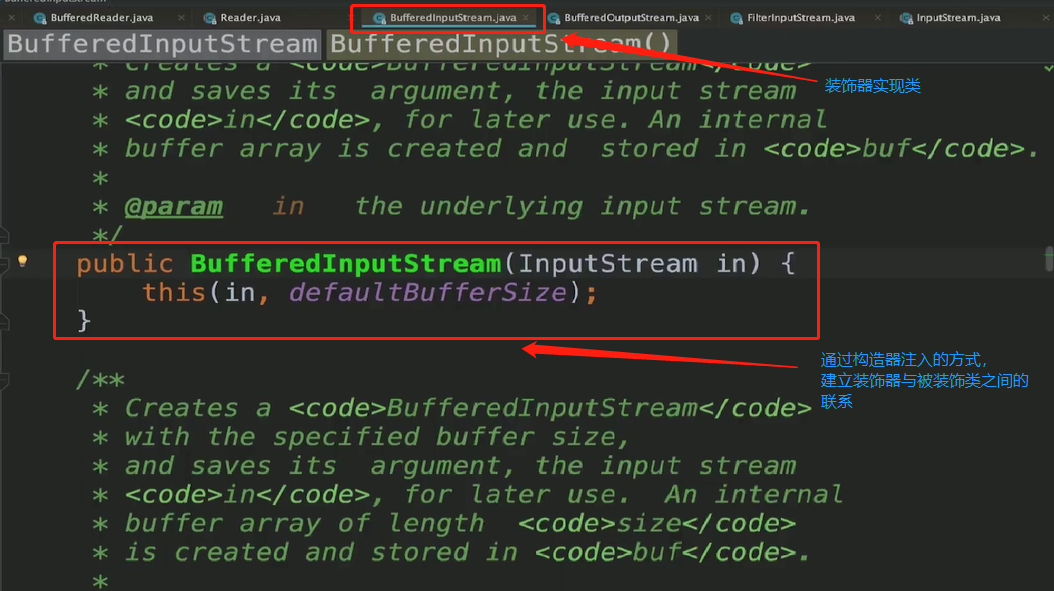 BufferedInputStream
BufferedReader.java × Reader.java × BufferedInputStream.java × BufferedOutputStream.java × FilterInputStream.java × InputStream.java ×
BufferedInputStream BufferedInputStream()
* Creates a <code>BufferedInputStream</code>
* and saves its  argument, the input stream
装饰器实现类
* <code>in</code>, for later use. An internal
* buffer array is created and  stored in <code>buf</code>.
*
* @param   in   the underlying input stream.
*/
public BufferedInputStream(InputStream in) {
this(in, defaultBufferSize);
}
通过构造器注入的方式，
建立装饰器与被装饰类之间的
联系
/**
* Creates a <code>BufferedInputStream</code>
* with the specified buffer size,
* and saves its  argument, the input stream
* <code>in</code>, for later use.  An internal
* buffer array of length  <code>size</code>
* is created and stored in <code>buf</code>.
*